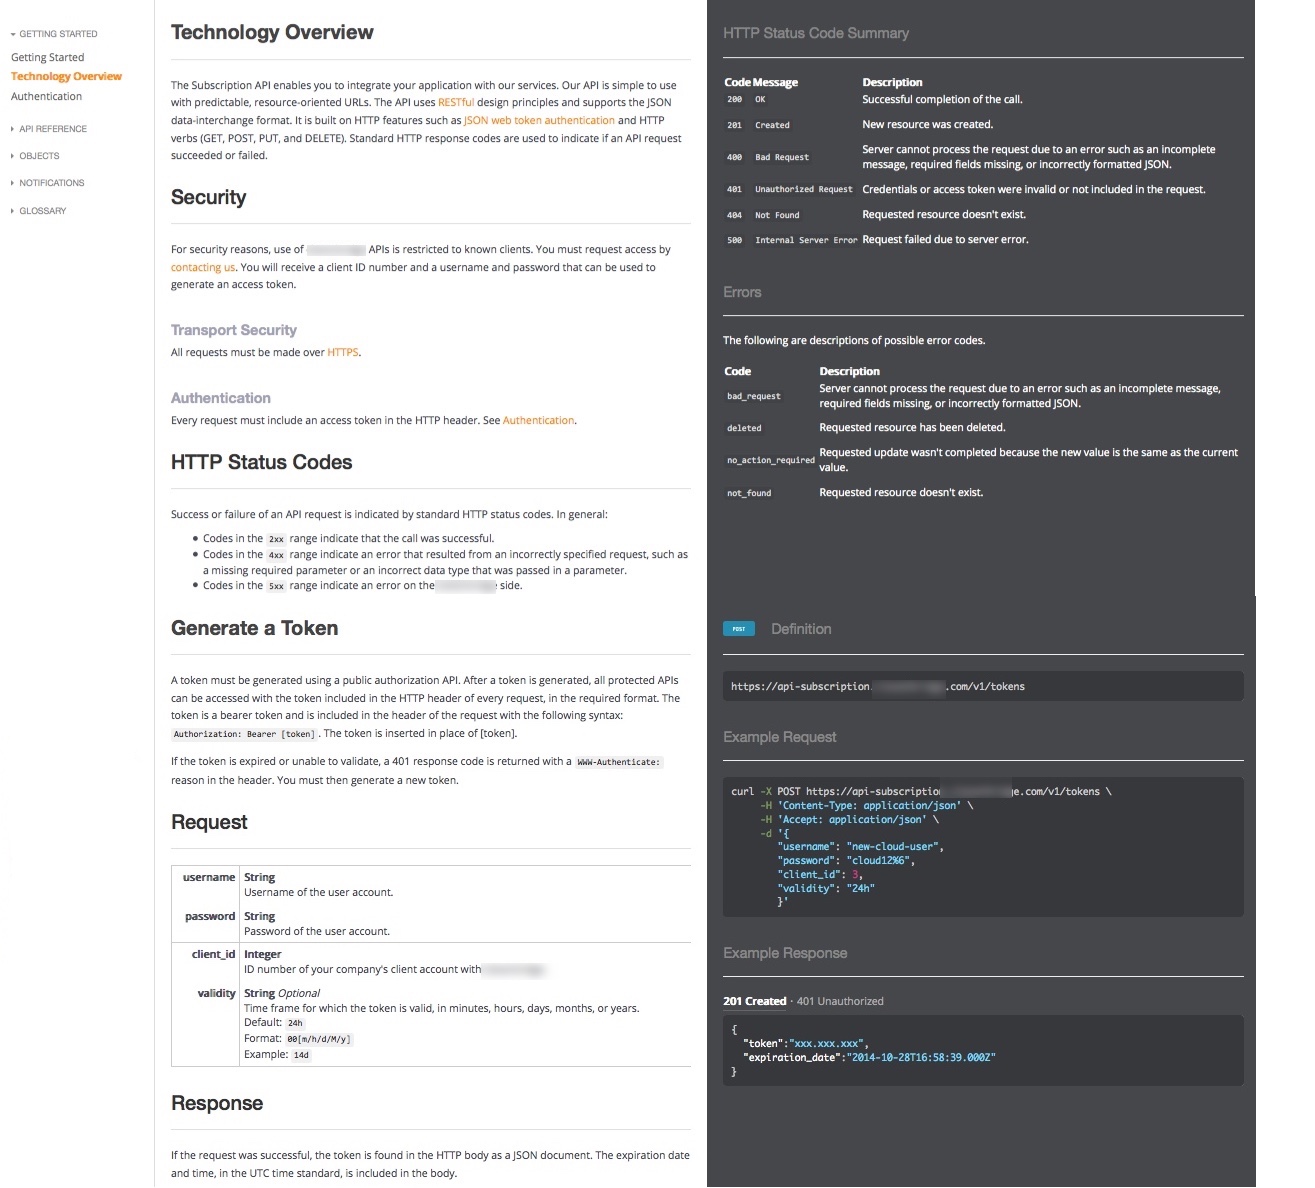 GETTING STARTED
Getting Started
Technology Overview
Authentication
API REFERENCE
OBJECTS
NOTIFICATIONS
GLOSSARY
Technology Overview
The Subscription API enables you to integrate your application with our services. Our API is simple to use
with predictable, resource-oriented URLs. The API uses RESTful design principles and supports the JSON
data-interchange format. It is built on HTTP features such as JSON web token authentication and HTTP
verbs (GET, POST, PUT, and DELETE). Standard HTTP response codes are used to indicate if an API request
succeeded or failed.
Security
For security reasons, use of APIs is restricted to known clients. You must request access by
contacting us. You will receive a client ID number and a username and password that can be used to
generate an access token.
Transport Security
All requests must be made over HTTPS.
Authentication
Every request must include an access token in the HTTP header. See Authentication.
HTTP Status Codes
Success or failure of an API request is indicated by standard HTTP status codes. In general:
• Codes in the 2xx range indicate that the call was successful.
• Codes in the 4xx range indicate an error that resulted from an incorrectly specified request, such as
a missing required parameter or an incorrect data type that was passed in a parameter.
• Codes in the 5xx range indicate an error on the side.
Generate a Token
A token must be generated using a public authorization API. After a token is generated, all protected APIs
can be accessed with the token included in the HTTP header of every request, in the required format. The
token is a bearer token and is included in the header of the request with the following syntax:
Authorization: Bearer [token] . The token is inserted in place of [token].
If the token is expired or unable to validate, a 401 response code is returned with a WWW-Authenticate:
reason in the header. You must then generate a new token.
Request
username String
Username of the user account.
password String
Password of the user account.
client_id Integer
ID number of your company's client account with
validity String Optional
Time frame for which the token is valid, in minutes, hours, days, months, or years.
Default: 24h
Format: 00[m/h/d/M/y]
Example: 14d
Response
If the request was successful, the token is found in the HTTP body as a JSON document. The expiration date
and time, in the UTC time standard, is included in the body.
HTTP Status Code Summary
Code Message Description
200 OK Successful completion of the call.
201 Created New resource was created.
400 Bad Request Server cannot process the request due to an error such as an incomplete
message, required fields missing, or incorrectly formatted JSON.
401 Unauthorized Request Credentials or access token were invalid or not included in the request.
404 Not Found Requested resource doesn't exist.
500 Internal Server Error Request failed due to server error.
Errors
The following are descriptions of possible error codes.
Code Description
bad_request Server cannot process the request due to an error such as an incomplete message,
required fields missing, or incorrectly formatted JSON.
deleted Requested resource has been deleted.
no_action_required Requested update wasn't completed because the new value is the same as the current
value.
not_found Requested resource doesn't exist.
POST Definition
https://api-subscription. .com/v1/tokens
Example Request
curl -X POST https://api-subscription ge.com/v1/tokens \
-H 'Content-Type: application/json' \
-H 'Accept: application/json' \
-d '{
"username": "new-cloud-user",
"password": "cloud12%6",
"client_id": 3,
"validity": "24h"
}'
Example Response
201 Created · 401 Unauthorized
{
"token":"xxx.xxx.xxx",
"expiration_date":"2014-10-28T16:58:39.000Z"
}